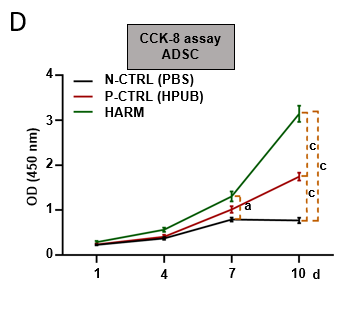 D
CCK-8 assay
ADSC
N-CTRL (PBS)
P-CTRL (HPUB)
HARM
OD (450 nm)
4
3
2
1
0
a
c
c
c
1 4 7 10 d